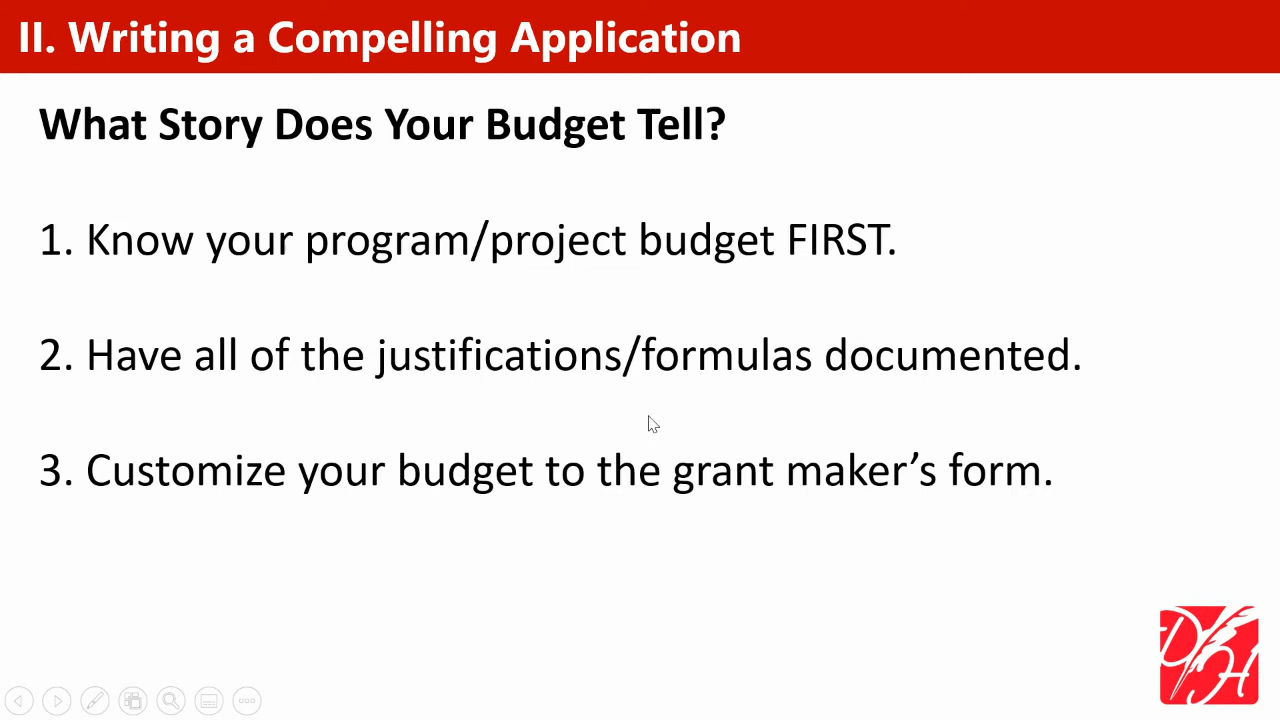 II. Writing a Compelling Application
What Story Does Your Budget Tell?
1. Know your program/project budget FIRST.
2. Have all of the justifications/formulas documented.
3. Customize your budget to the grant maker’s form.
DH